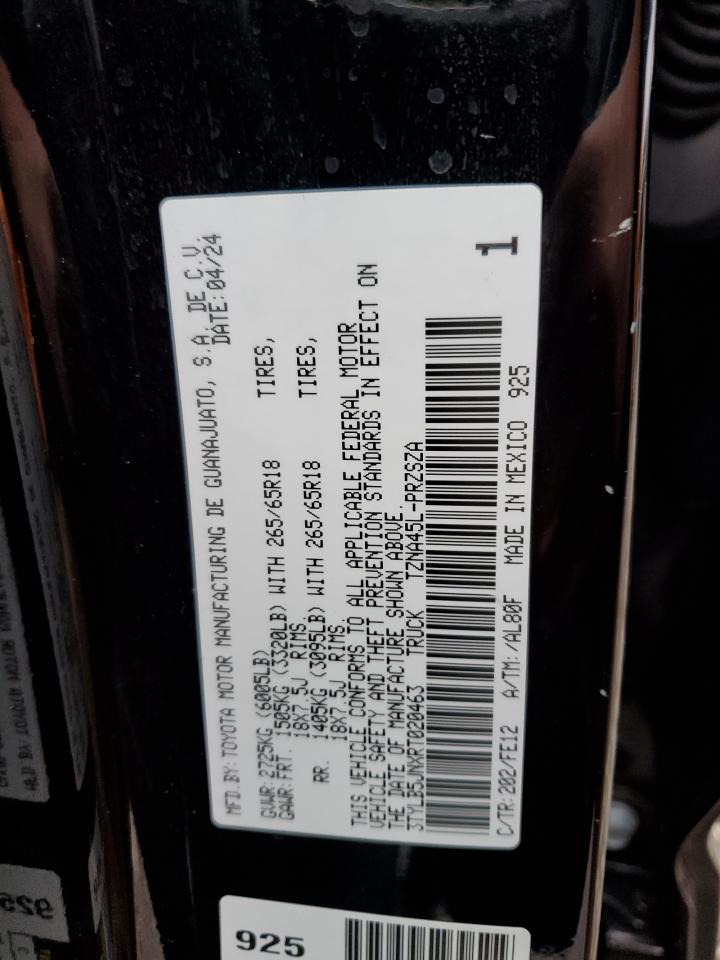 MFD.BY: TOYOTA MOTOR MANUFACTURING DE GUANAJUATO, S.A. DE C.V.
DATE: 04/24
GVWR: 2725KG (6005LB)
GAWR: FRT. 1505KG (3320LB) WITH 265/65R18 TIRES,
18X7.5J RIMS.
RR. 1405KG (3095LB) WITH 265/65R18 TIRES,
18X7.5J RIMS.
THIS VEHICLE CONFORMS TO ALL APPLICABLE FEDERAL MOTOR
VEHICLE SAFETY AND THEFT PREVENTION STANDARDS IN EFFECT ON
THE DATE OF MANUFACTURE SHOWN ABOVE.
3TYLB5JNXRT020463 TRUCK TZNA45L-PRZSZA
C/TR: 202/FE12 A/TM: /AL80F MADE IN MEXICO 925
1
925
925